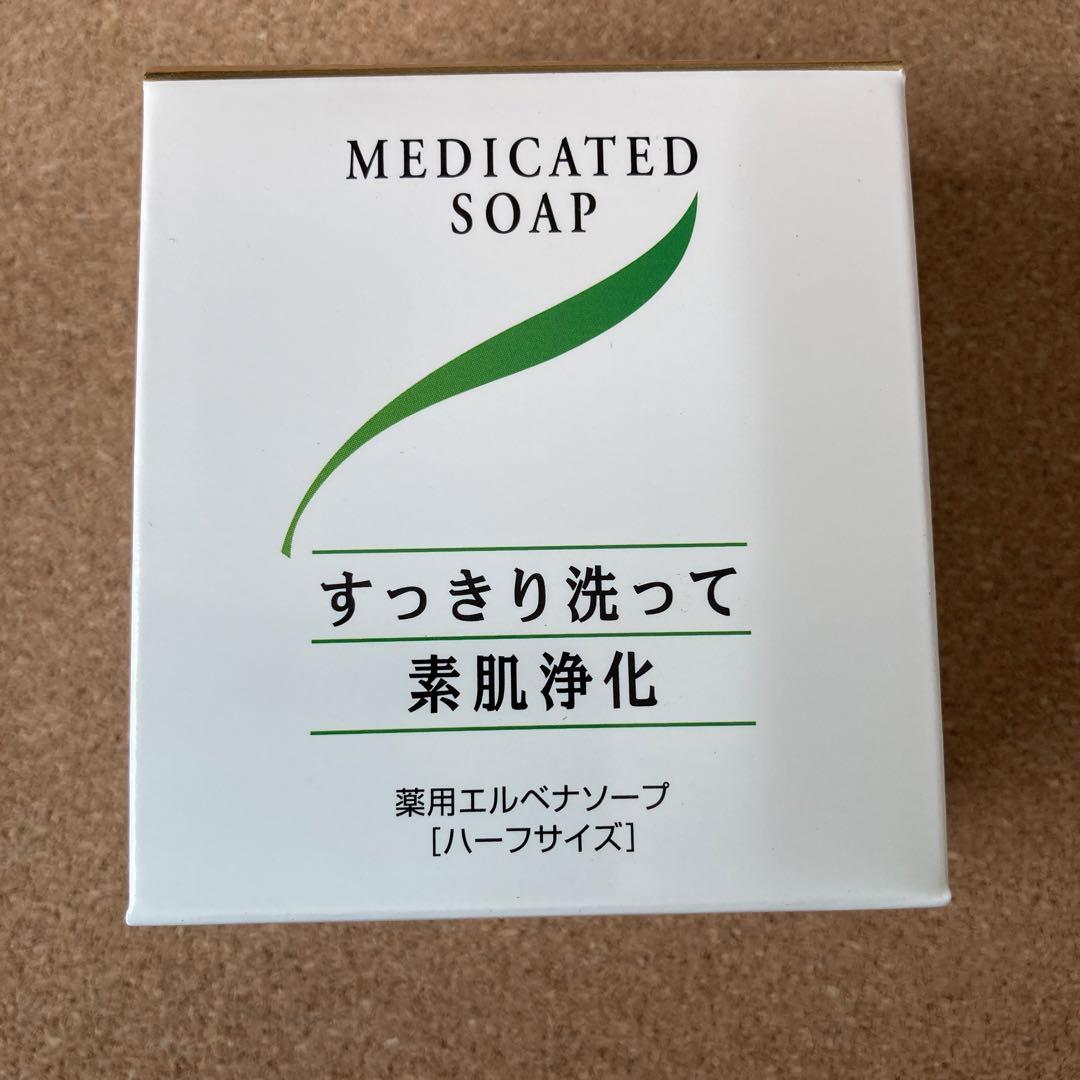 MEDICATED
SOAP
すっきり洗って
素肌浄化
薬用エルベナソープ
[ハーフサイズ]